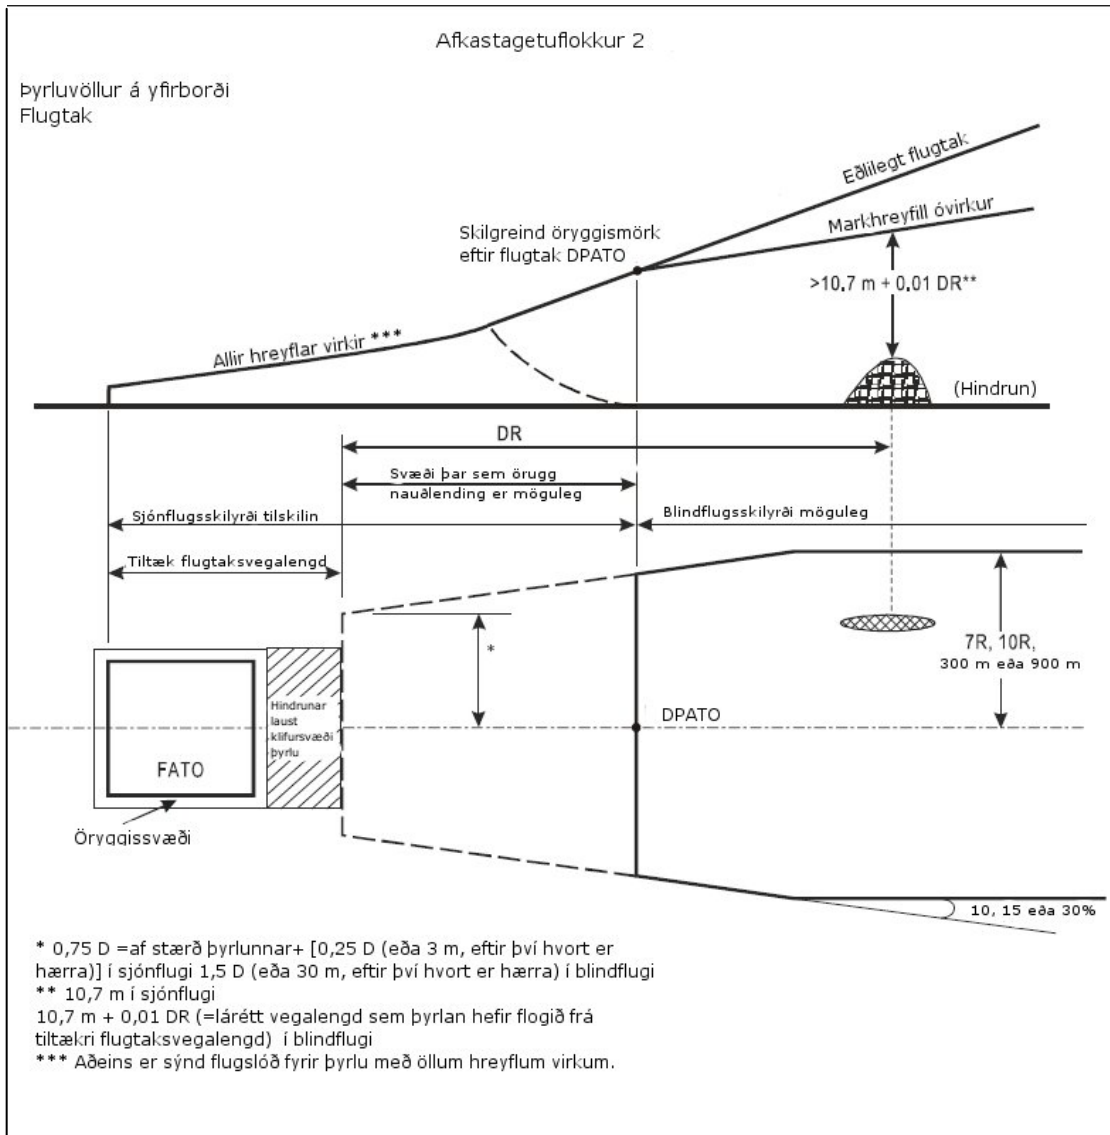 Afkastagetuflokkur 2
Þyrluvöllur á yfirborði
Flugtak
Eðlilegt flugtak
Markhreyfill óvirkur
Skilgreind öryggismörk
eftir flugtak DPATO
>10,7 m + 0,01 DR**
Allir hreyflar virkir ***
(Hindrun)
DR
Svæði þar sem örugg
nauðlending er möguleg
Sjónflugsskilyrði tilskilin
Blindflugsskilyrði möguleg
Tiltæk flugtaksvegalengd
*
7R, 10R,
300 m eða 900 m
Hindrunar
laust
klifursvæði
þyrlu
DPATO
FATO
Öryggissvæði
10, 15 eða 30%
* 0,75 D =af stærð þyrlunnar+ [0,25 D (eða 3 m, eftir því hvort er
hærra)] í sjónflugi 1,5 D (eða 30 m, eftir því hvort er hærra) í blindflugi
** 10,7 m í sjónflugi
10,7 m + 0,01 DR (=lárétt vegalengd sem þyrlan hefir flogið frá
tiltækri flugtaksvegalengd) í blindflugi
*** Aðeins er sýnd flugslóð fyrir þyrlu með öllum hreyflum virkum.